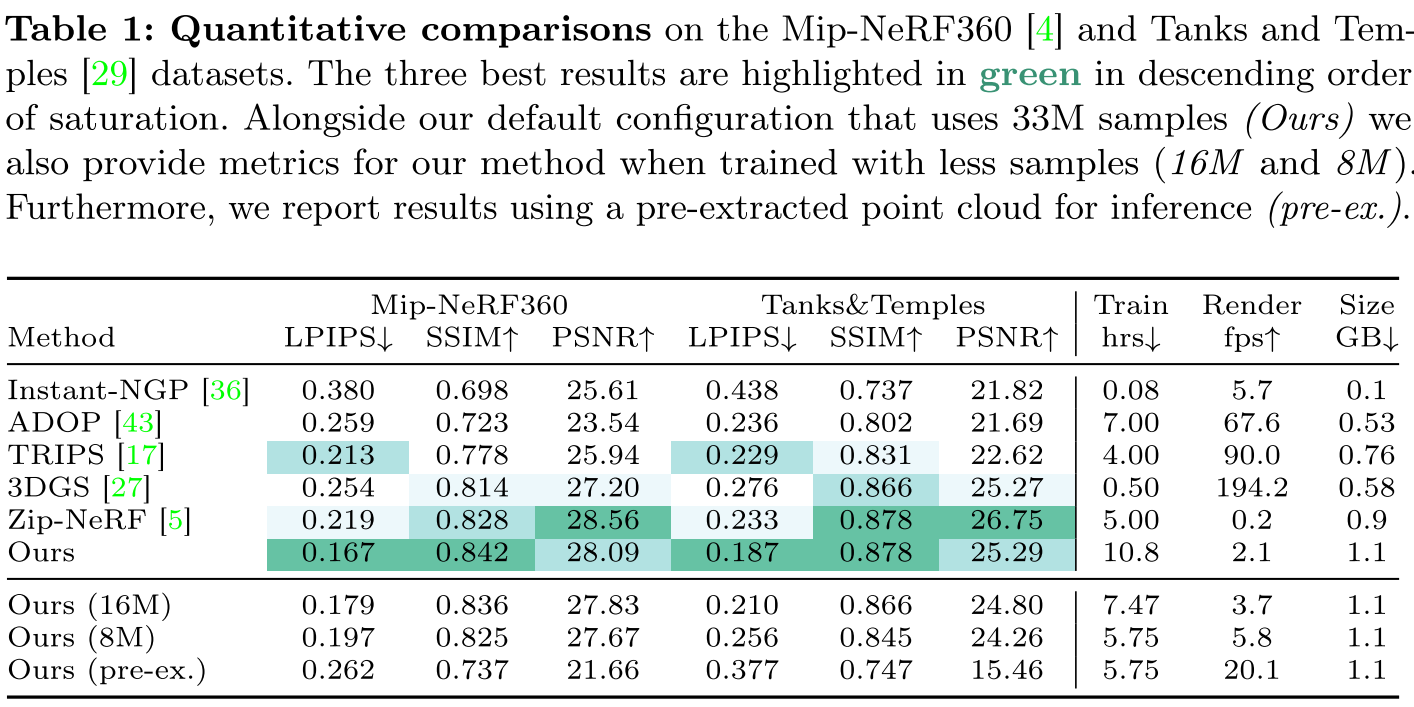 Table 1: Quantitative comparisons on the Mip-NeRF360 [4] and Tanks and Tem-
ples [29] datasets. The three best results are highlighted in green in descending order
of saturation. Alongside our default configuration that uses 33M samples (Ours) we
also provide metrics for our method when trained with less samples (16M and 8M).
Furthermore, we report results using a pre-extracted point cloud for inference (pre-ex.).
Mip-NeRF360 Tanks&Temples Train Render Size
Method LPIPS↓ SSIM↑ PSNR↑ LPIPS↓ SSIM↑ PSNR↑ hrs↓ fps↑ GB↓
Instant-NGP [36] 0.380 0.698 25.61 0.438 0.737 21.82 0.08 5.7 0.1
ADOP [43] 0.259 0.723 23.54 0.236 0.802 21.69 7.00 67.6 0.53
TRIPS [17] 0.213 0.778 25.94 0.229 0.831 22.62 4.00 90.0 0.76
3DGS [27] 0.254 0.814 27.20 0.276 0.866 25.27 0.50 194.2 0.58
Zip-NeRF [5] 0.219 0.828 28.56 0.233 0.878 26.75 5.00 0.2 0.9
Ours 0.167 0.842 28.09 0.187 0.878 25.29 10.8 2.1 1.1
Ours (16M) 0.179 0.836 27.83 0.210 0.866 24.80 7.47 3.7 1.1
Ours (8M) 0.197 0.825 27.67 0.256 0.845 24.26 5.75 5.8 1.1
Ours (pre-ex.) 0.262 0.737 21.66 0.377 0.747 15.46 5.75 20.1 1.1